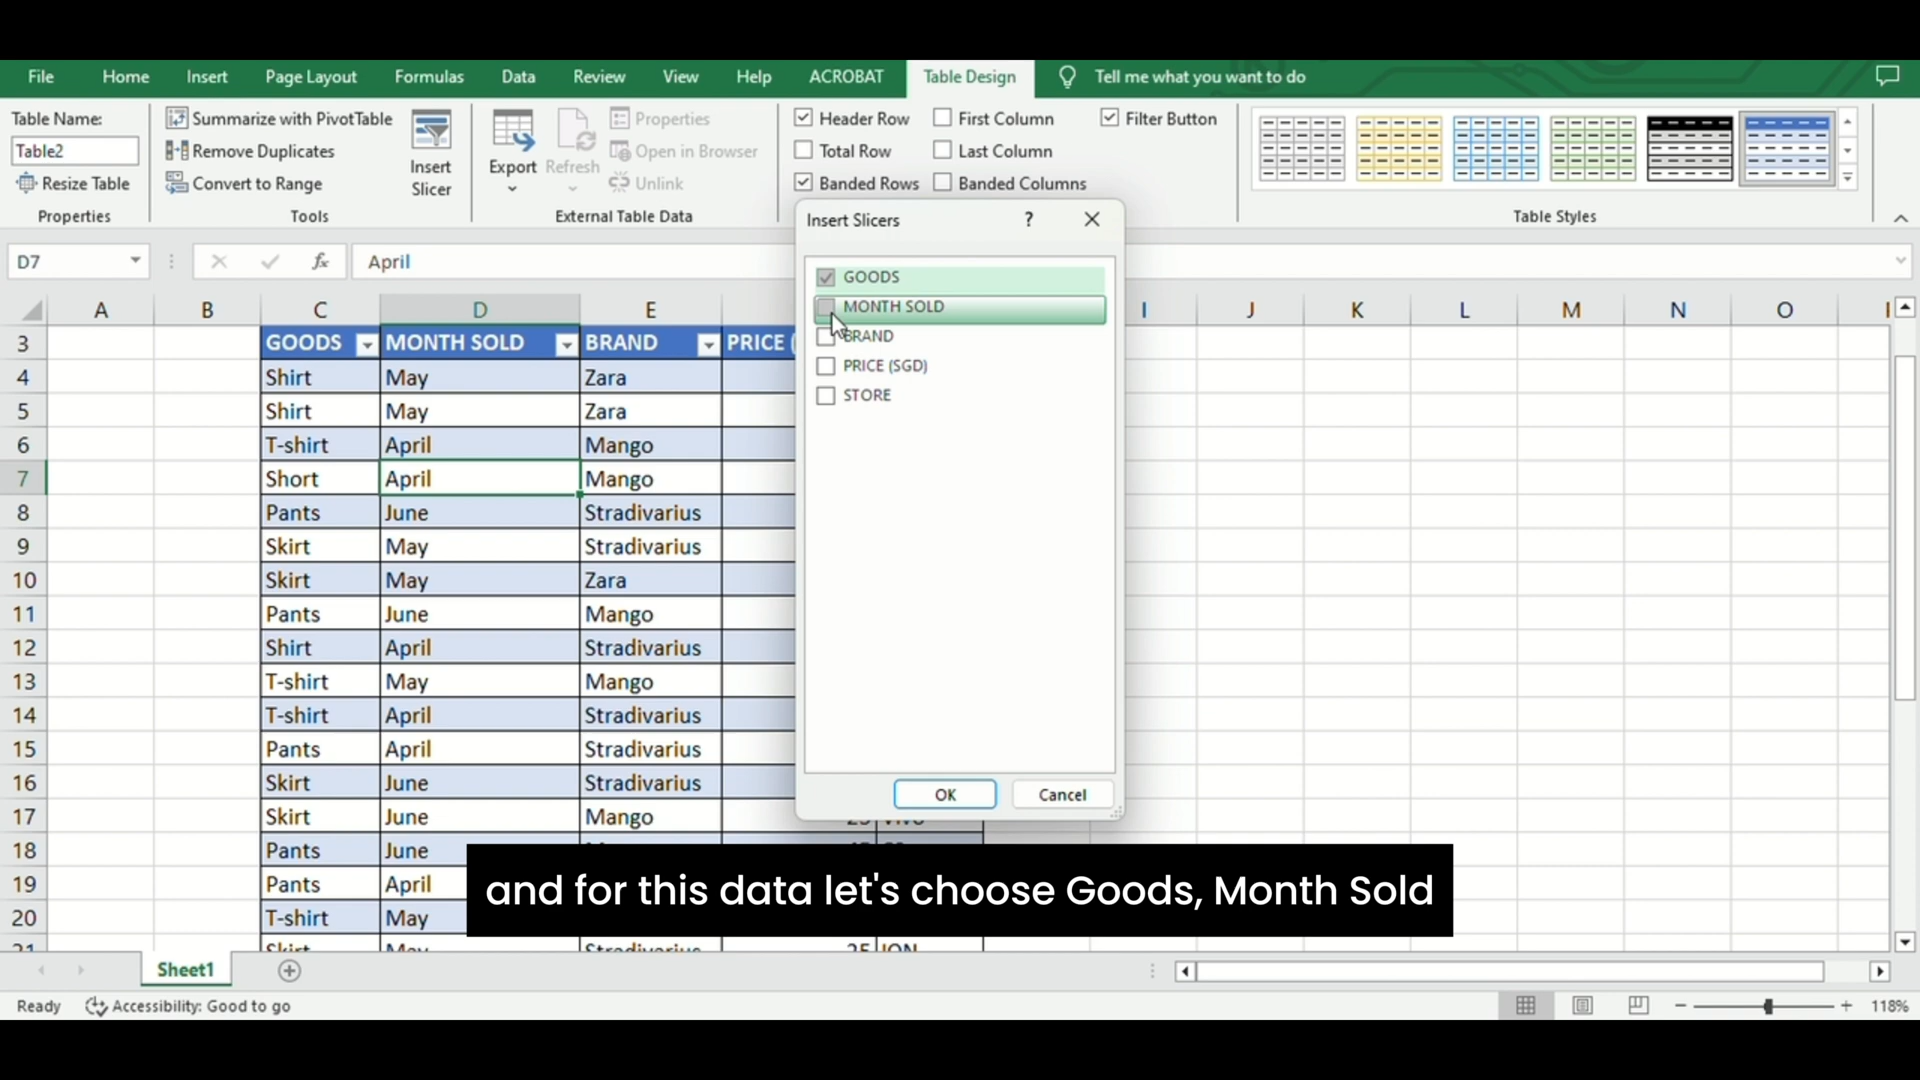 File Home Insert Page Layout Formulas Data Review View Help ACROBAT Table Design Tell me what you want to do
Table Name:
Table2
Resize Table
Properties
Summarize with PivotTable
Remove Duplicates
Convert to Range
Tools
Insert
Slicer
Export
Refresh
Properties
Open in Browser
Unlink
External Table Data
Header Row First Column Filter Button
Total Row Last Column
Banded Rows Banded Columns
Table Styles
D7 fx April
Insert Slicers ? 
GOODS
MONTH SOLD
BRAND
PRICE (SGD)
STORE
OK Cancel
A B C D E I J K L M N O
3 GOODS MONTH SOLD BRAND PRICE (
4 Shirt May Zara
5 Shirt May Zara
6 T-shirt April Mango
7 Short April Mango
8 Pants June Stradivarius
9 Skirt May Stradivarius
10 Skirt May Zara
11 Pants June Mango
12 Shirt April Stradivarius
13 T-shirt May Mango
14 T-shirt April Stradivarius
15 Pants April Stradivarius
16 Skirt June Stradivarius
17 Skirt June Mango
18 Pants June
19 Pants April
20 T-shirt May
21 Skirt May Stradivarius 25 ION
and for this data let's choose Goods, Month Sold
Sheet1
Ready Accessibility: Good to go 118%